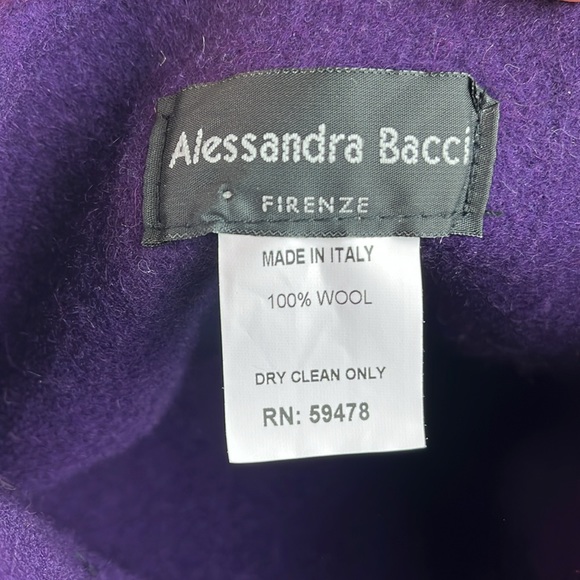 Alessandra Bacci
FIRENZE
MADE IN ITALY
100% WOOL
DRY CLEAN ONLY
RN: 59478